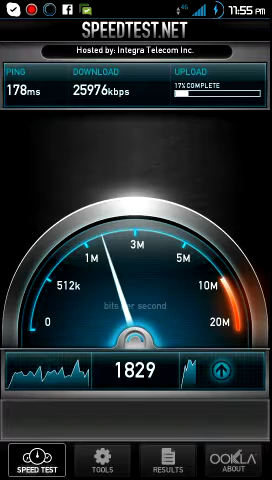 4G 11:55 PM
SPEEDTEST.NET
Hosted by: Integra Telecom Inc.
PING DOWNLOAD UPLOAD
178ms 25976kbps 17% COMPLETE
3M
1M 5M
512k 10M
bits per second
0 20M
1829
SPEED TEST TOOLS RESULTS OOKLA
ABOUT